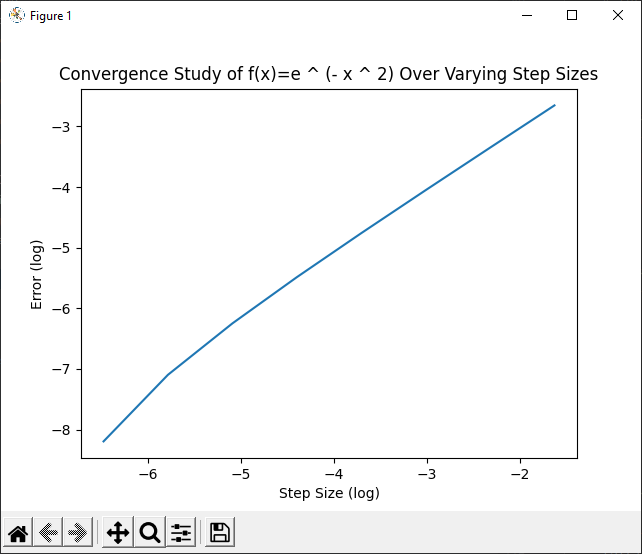 Figure 1
Convergence Study of f(x)=e ^ (- x ^ 2) Over Varying Step Sizes
−3
−4
−5
−6
−7
−8
Error (log)
−6 −5 −4 −3 −2
Step Size (log)